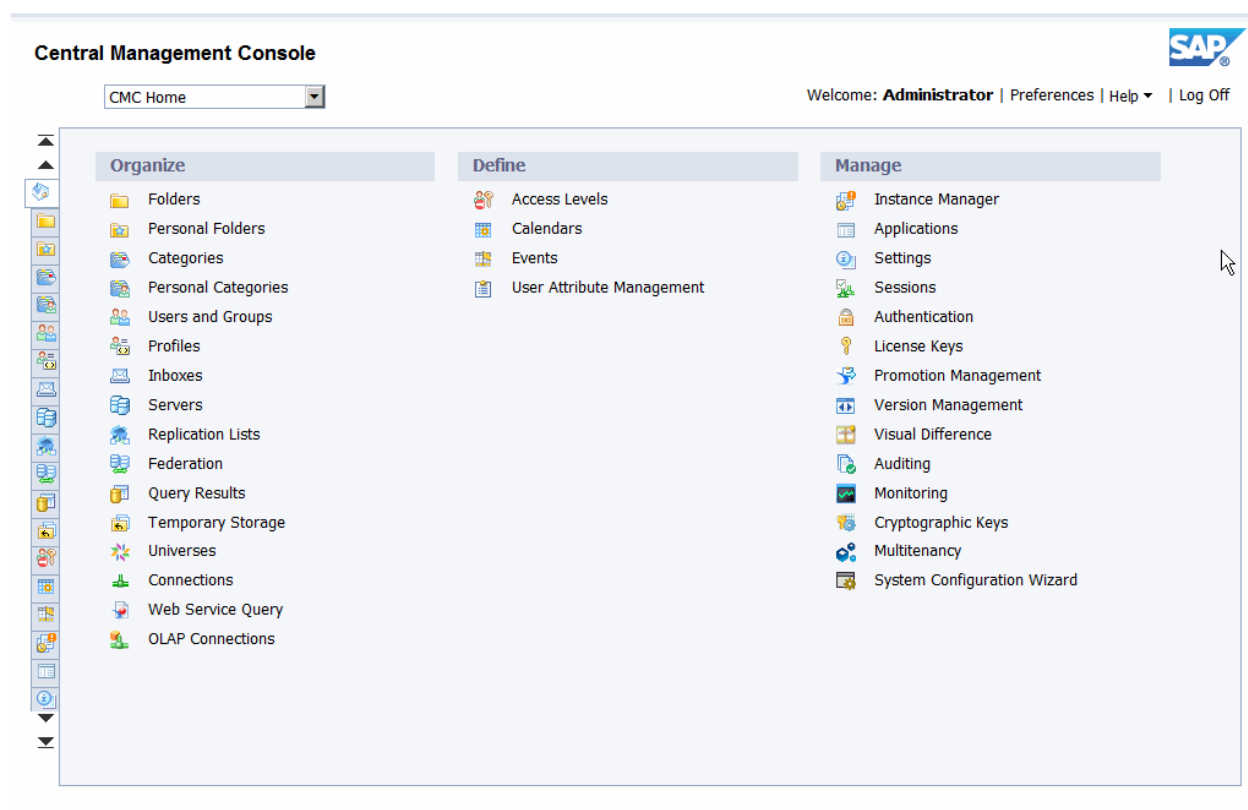 Central Management Console
SAP®
CMC Home
Welcome: Administrator | Preferences | Help | Log Off
Organize
Folders
Personal Folders
Categories
Personal Categories
Users and Groups
Profiles
Inboxes
Servers
Replication Lists
Federation
Query Results
Temporary Storage
Universes
Connections
Web Service Query
OLAP Connections
Define
Access Levels
Calendars
Events
User Attribute Management
Manage
Instance Manager
Applications
Settings
Sessions
Authentication
License Keys
Promotion Management
Version Management
Visual Difference
Auditing
Monitoring
Cryptographic Keys
Multitenancy
System Configuration Wizard